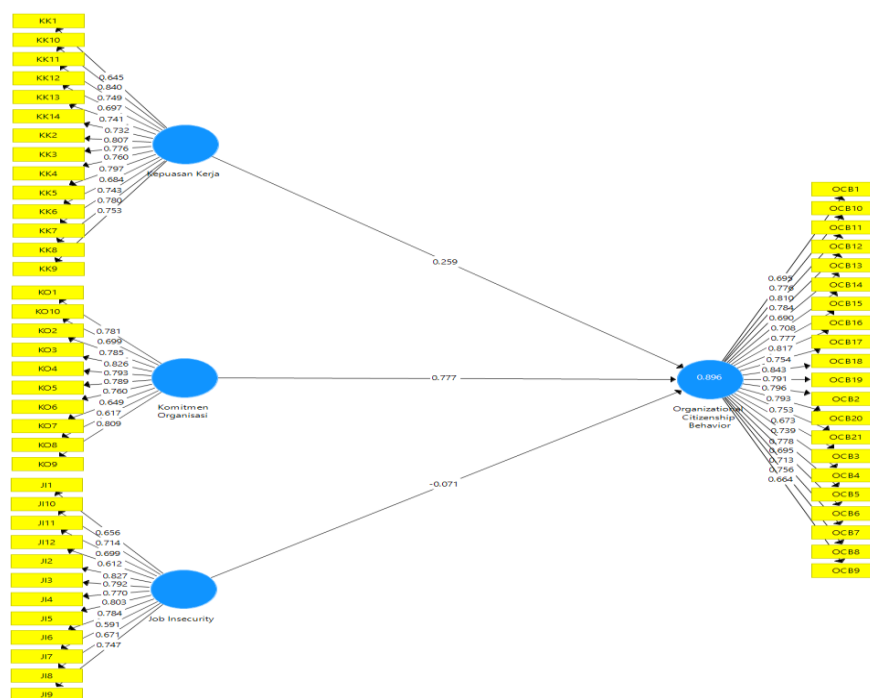 KK1
KK10
KK11
KK12
KK13
KK14
KK2
KK3
KK4
KK5
KK6
KK7
KK8
KK9
0.645
0.840
0.749
0.697
0.741
0.732
0.807
0.776
0.760
0.797
0.684
0.743
0.780
0.753
Kepuasan Kerja
0.259
KO1
KO10
KO2
KO3
KO4
KO5
KO6
KO7
KO8
KO9
0.781
0.699
0.785
0.826
0.793
0.789
0.760
0.649
0.617
0.809
Komitmen
Organisasi
0.777
JI1
JI10
JI11
JI12
JI2
JI3
JI4
JI5
JI6
JI7
JI8
JI9
0.656
0.714
0.699
0.612
0.827
0.792
0.770
0.803
0.784
0.591
0.671
0.747
Job Insecurity
-0.071
0.896
Organizational
Citizenship
Behavior
0.695
0.776
0.810
0.784
0.690
0.708
0.777
0.817
0.754
0.843
0.791
0.796
0.793
0.753
0.673
0.739
0.778
0.695
0.713
0.756
0.664
OCB1
OCB10
OCB11
OCB12
OCB13
OCB14
OCB15
OCB16
OCB17
OCB18
OCB19
OCB2
OCB20
OCB21
OCB3
OCB4
OCB5
OCB6
OCB7
OCB8
OCB9